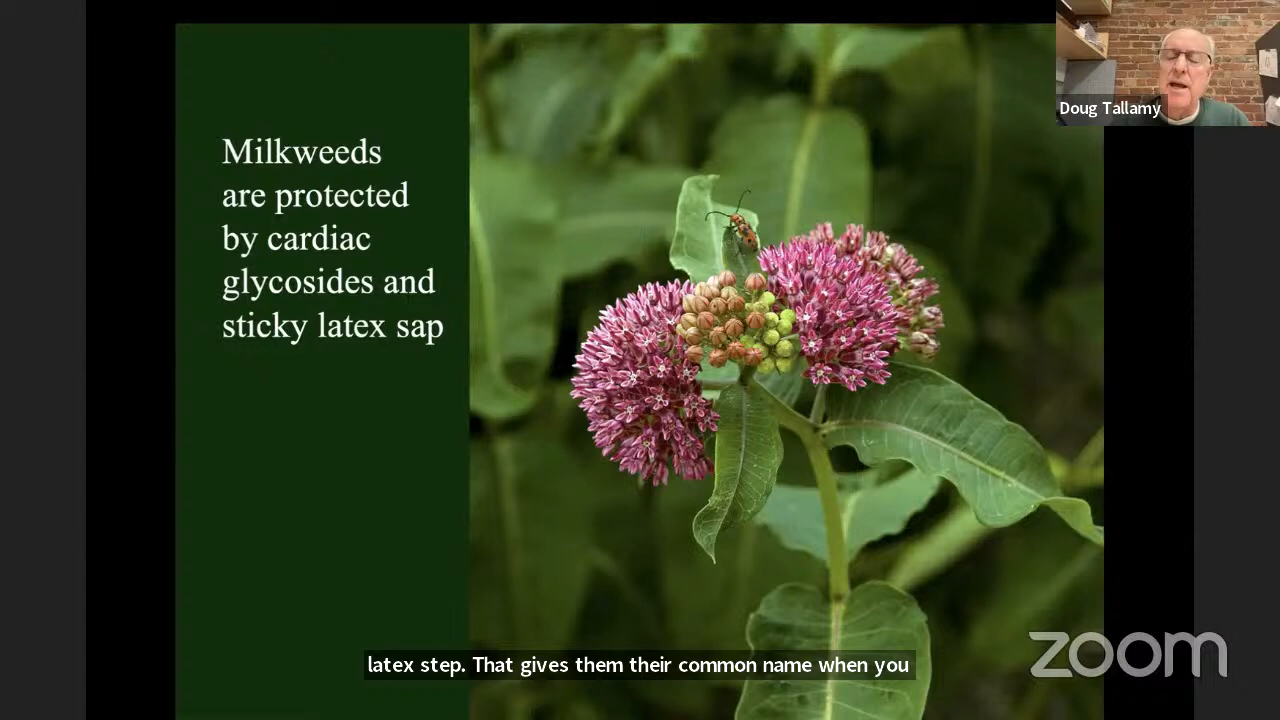 Doug Tallamy
Milkweeds
are protected
by cardiac
glycosides and
sticky latex sap
latex step. That gives them their common name when you
zoom